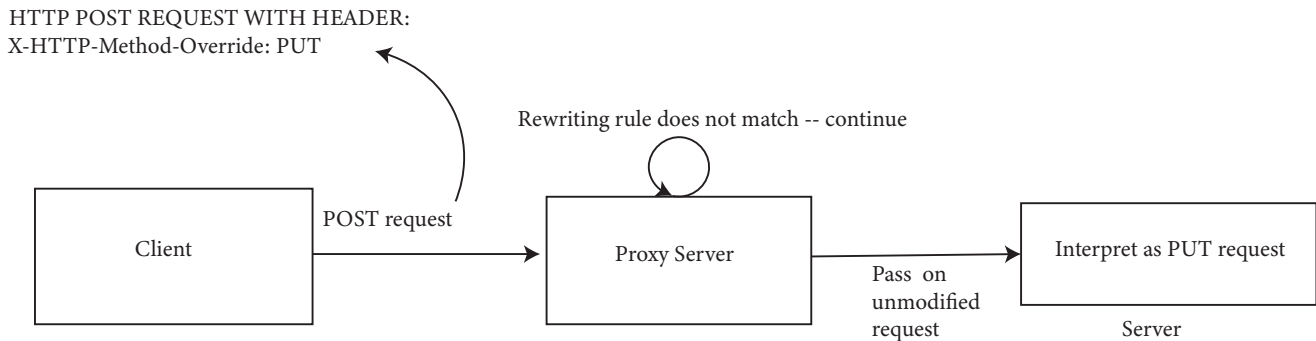 HTTP POST REQUEST WITH HEADER:
X-HTTP-Method-Override: PUT
Rewriting rule does not match -- continue
Client
POST request
Proxy Server
Interpret as PUT request
Pass on
unmodified
request
Server